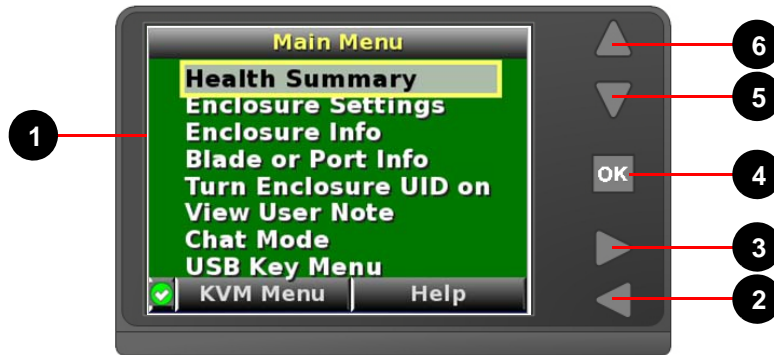 Main Menu
Health Summary
Enclosure Settings
Enclosure Info
Blade or Port Info
Turn Enclosure UID on
View User Note
Chat Mode
USB Key Menu
KVM Menu Help
OK
1
6
5
4
3
2